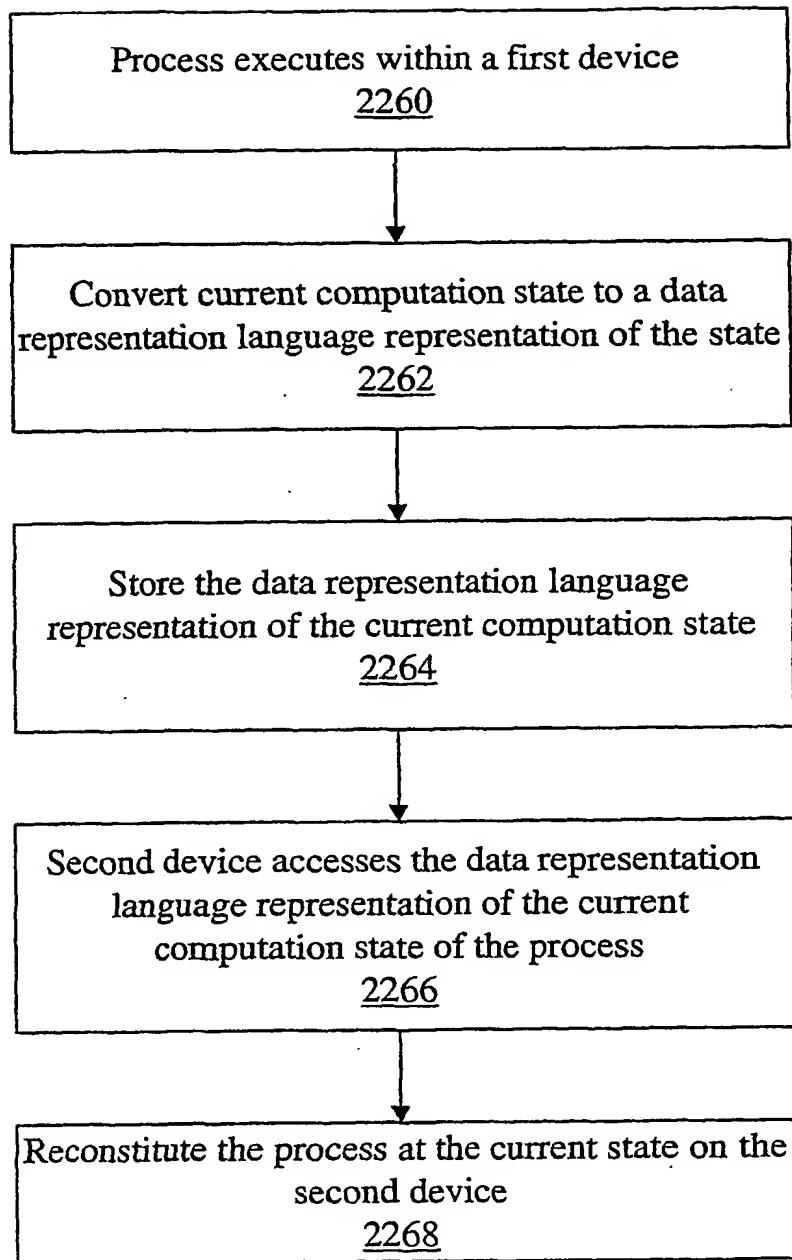 Process executes within a first device
2260
Convert current computation state to a data
representation language representation of the state
2262
Store the data representation language
representation of the current computation state
2264
Second device accesses the data representation
language representation of the current
computation state of the process
2266
Reconstitute the process at the current state on the
second device
2268